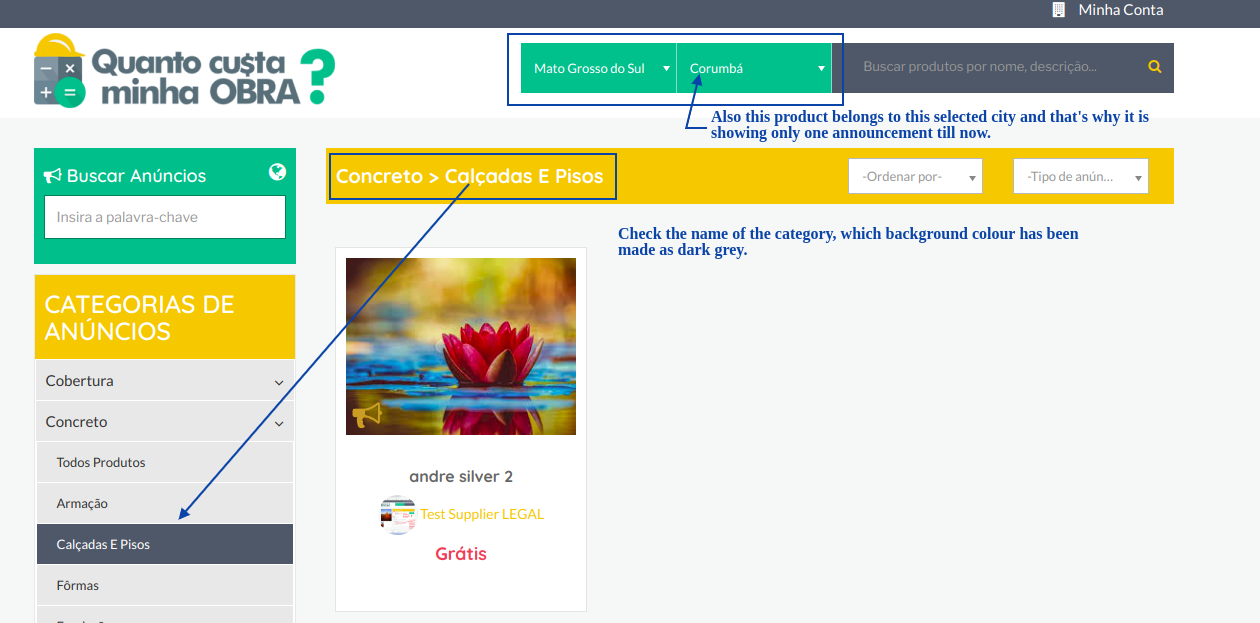 Minha Conta
Quanto cu$ta
minha OBRA?
Mato Grosso do Sul
Corumbá
Buscar produtos por nome, descrição...
Also this product belongs to this selected city and that's why it is
showing only one announcement till now.
Buscar Anúncios
Insira a palavra-chave
Concreto > Calçadas E Pisos
-Ordenar por-
-Tipo de anún...
Check the name of the category, which background colour has been
made as dark grey.
CATEGORIAS DE
ANÚNCIOS
Cobertura
Concreto
Todos Produtos
Armação
Calçadas E Pisos
Fôrmas
andre silver 2
Test Supplier LEGAL
Grátis